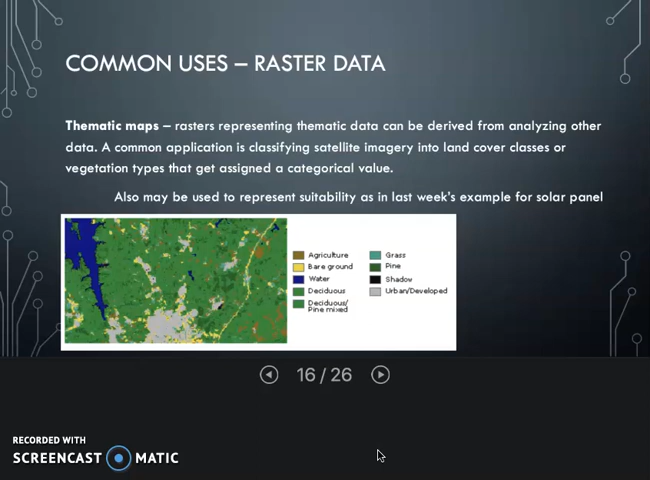 COMMON USES – RASTER DATA
Thematic maps – rasters representing thematic data can be derived from analyzing other
data. A common application is classifying satellite imagery into land cover classes or
vegetation types that get assigned a categorical value.
Also may be used to represent suitability as in last week's example for solar panel
Agriculture
Bare ground
Water
Deciduous
Deciduous/
Pine mixed
Grass
Pine
Shadow
Urban/Developed
16 / 26
RECORDED WITH
SCREENCAST MATIC